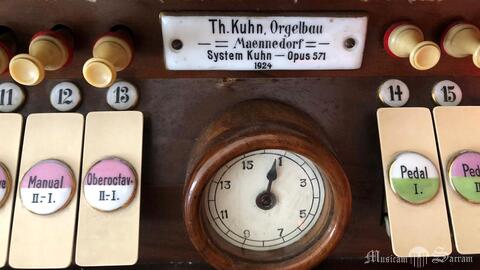 Th. Kuhn, Orgelbau
Maennedorf
System Kuhn — Opus 571
1924
11
12
13
14
15
Manual
II.-I.
Oberoctav.
II.-I.
Pedal
I.
15
13
11
9
7
5
3
1
Musicam Sacram